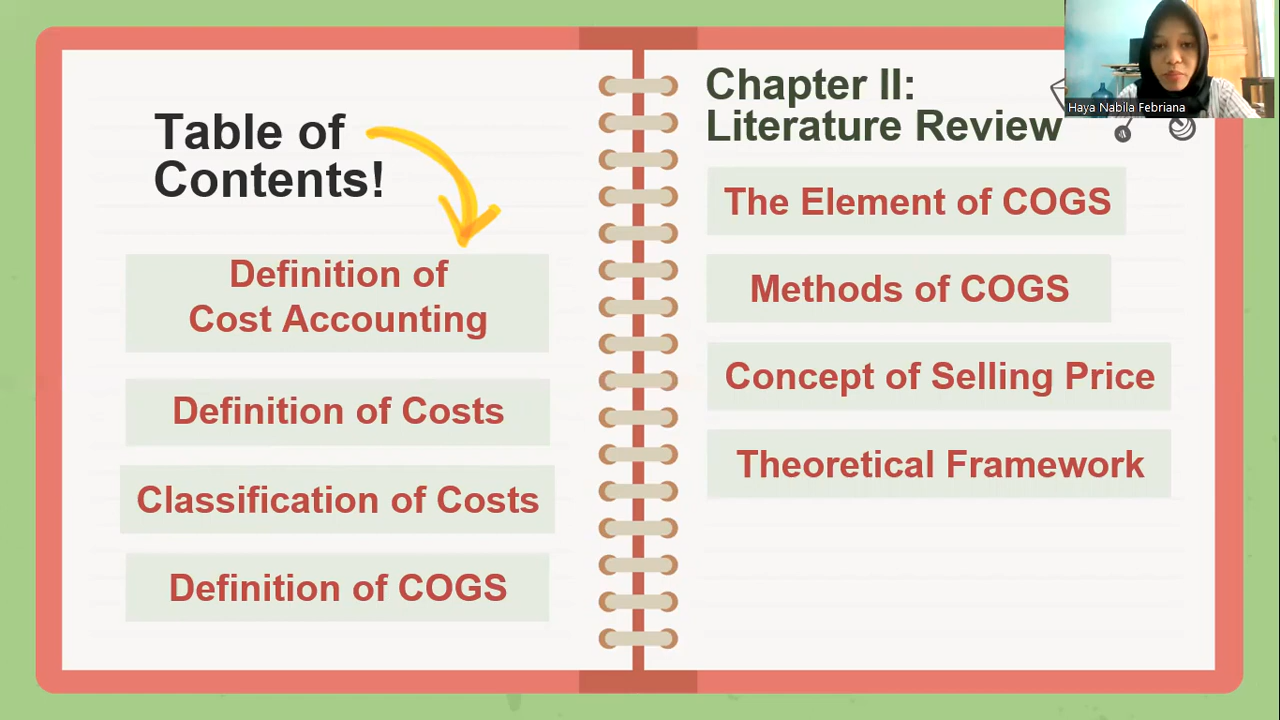 Table of
Contents!
Definition of
Cost Accounting
Definition of Costs
Classification of Costs
Definition of COGS
Chapter II:
Literature Review
The Element of COGS
Methods of COGS
Concept of Selling Price
Theoretical Framework
Haya Nabila Febriana